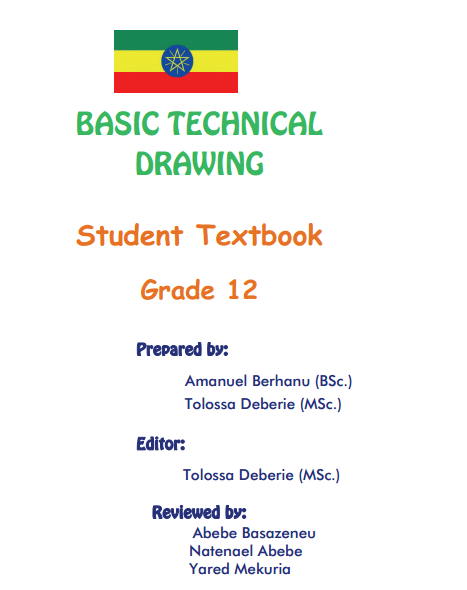 BASIC TECHNICAL
DRAWING
Student Textbook
Grade 12
Prepared by:
Amanuel Berhanu (BSc.)
Tolossa Deberie (MSc.)
Editor:
Tolossa Deberie (MSc.)
Reviewed by:
Abebe Basazeneu
Natenael Abebe
Yared Mekuria